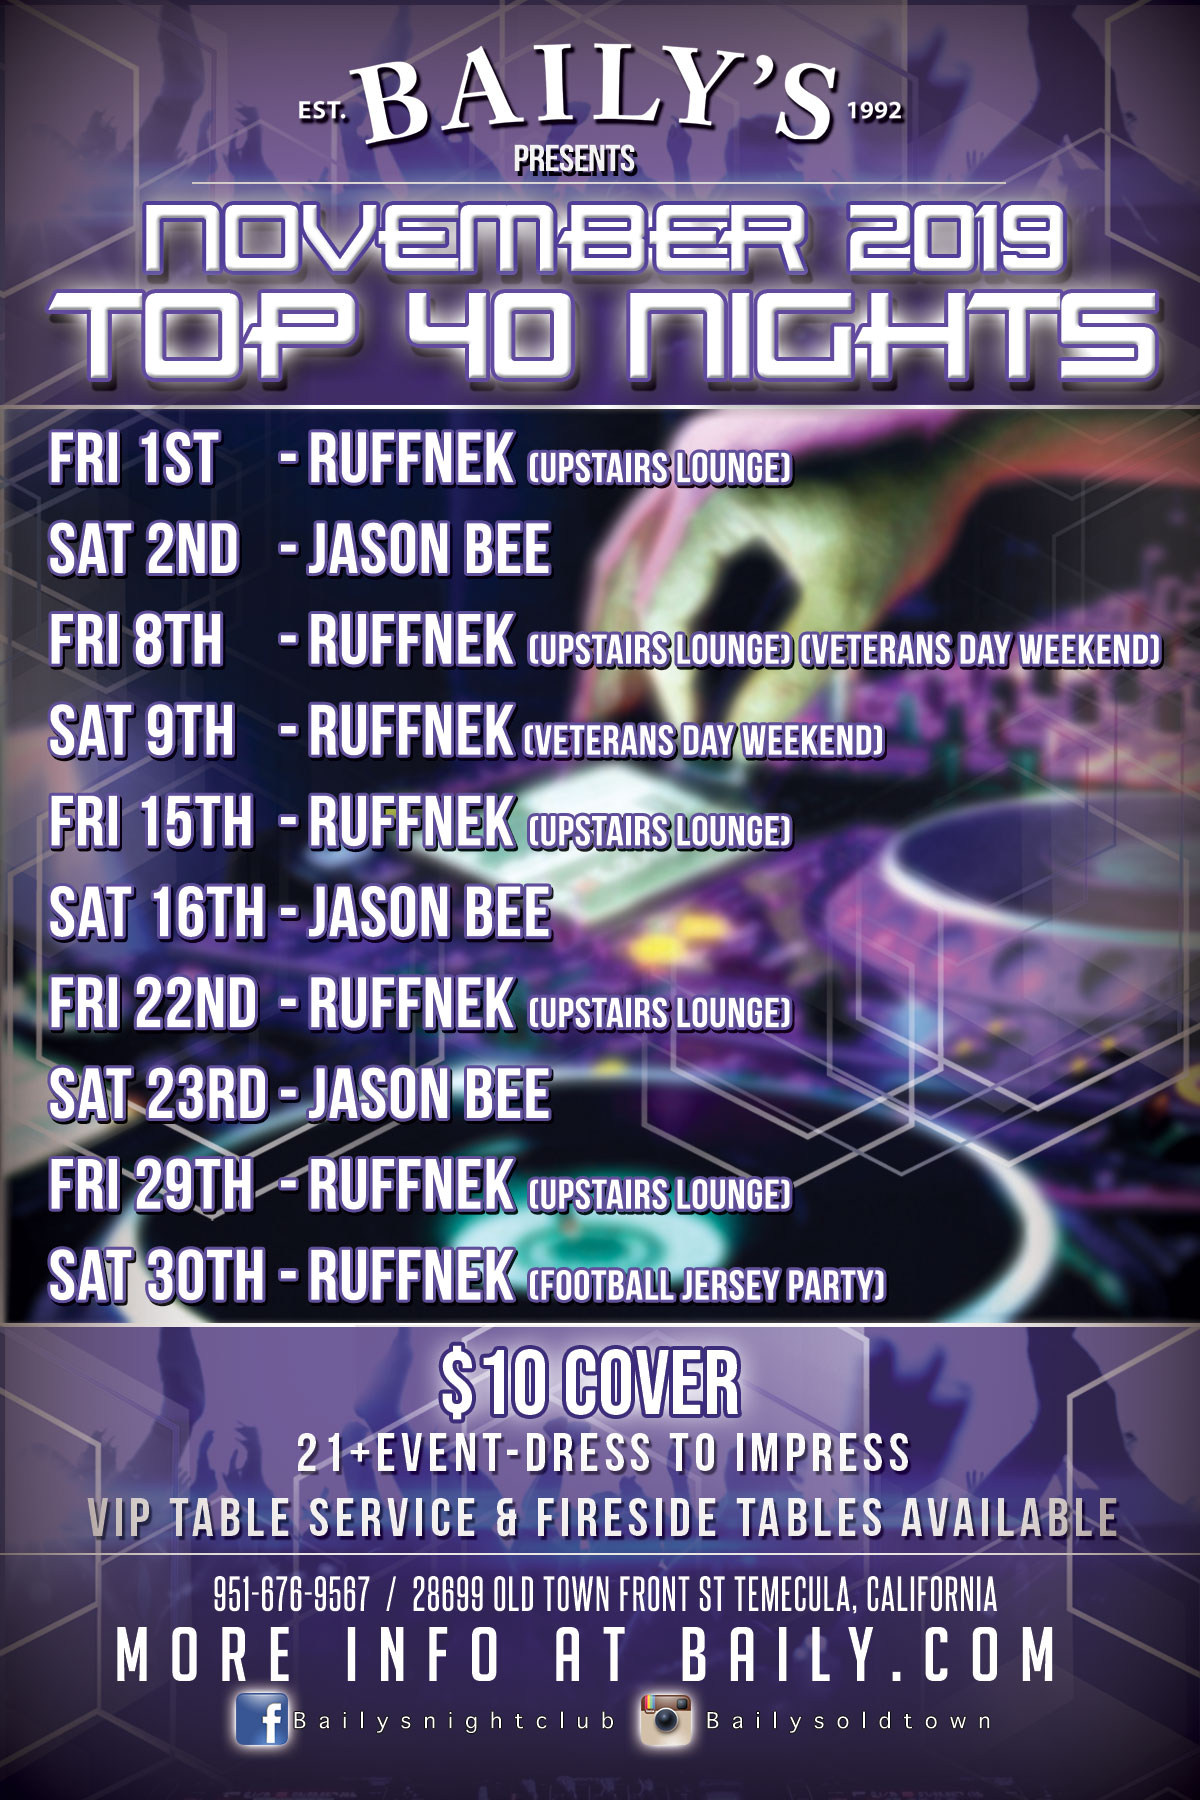 EST. BAILY'S 1992
PRESENTS
NOVEMBER 2019
TOP 40 NIGHTS
FRI 1ST - RUFFNEK (UPSTAIRS LOUNGE)
SAT 2ND - JASON BEE
FRI 8TH - RUFFNEK (UPSTAIRS LOUNGE) (VETERANS DAY WEEKEND)
SAT 9TH - RUFFNEK (VETERANS DAY WEEKEND)
FRI 15TH - RUFFNEK (UPSTAIRS LOUNGE)
SAT 16TH - JASON BEE
FRI 22ND - RUFFNEK (UPSTAIRS LOUNGE)
SAT 23RD - JASON BEE
FRI 29TH - RUFFNEK (UPSTAIRS LOUNGE)
SAT 30TH - RUFFNEK (FOOTBALL JERSEY PARTY)
$10 COVER
21+EVENT-DRESS TO IMPRESS
VIP TABLE SERVICE & FIRESIDE TABLES AVAILABLE
951-676-9567 / 28699 OLD TOWN FRONT ST TEMECULA, CALIFORNIA
MORE INFO AT BAILY.COM
f Bailysnightclub Bailysoldtown